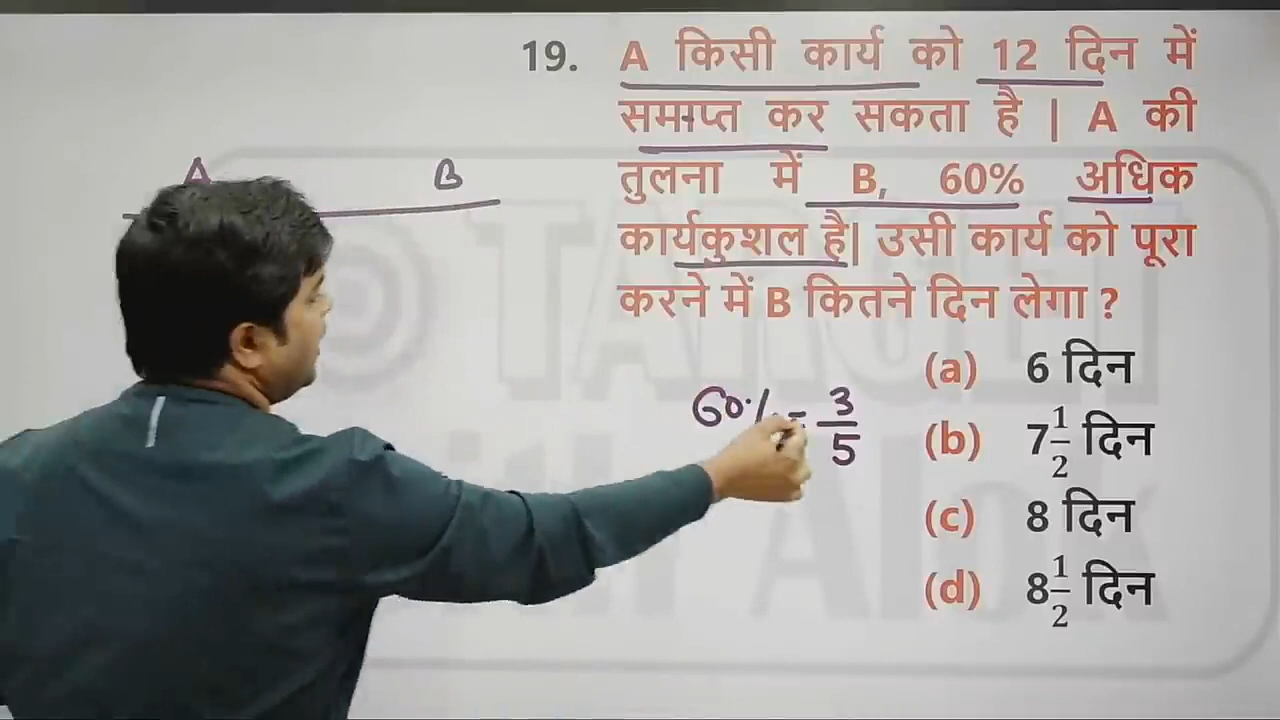 19. A किसी कार्य को 12 दिन में
समाप्त कर सकता है | A की
तुलना में B, 60% अधिक
कार्यकुशल है| उसी कार्य को पूरा
करने में B कितने दिन लेगा ?
(a) 6 दिन
(b) 7 1/2 दिन
(c) 8 दिन
(d) 8 1/2 दिन
A B
60% = 3/5